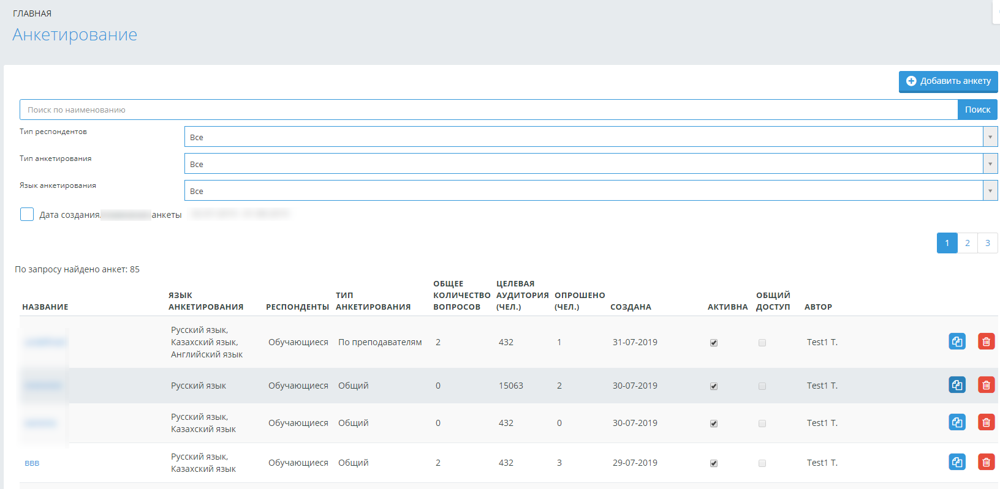 ГЛАВНАЯ
Анкетирование
Добавить анкету
Поиск по наименованию
Поиск
Тип респондентов
Все
Тип анкетирования
Все
Язык анкетирования
Все
Дата создания анкеты
1 2 3
По запросу найдено анкет: 85
НАЗВАНИЕ
ЯЗЫК
АНКЕТИРОВАНИЯ
РЕСПОНДЕНТЫ
ТИП
АНКЕТИРОВАНИЯ
ОБЩЕЕ
КОЛИЧЕСТВО
ВОПРОСОВ
ЦЕЛЕВАЯ
АУДИТОРИЯ
(ЧЕЛ.)
ОПРОШЕНО
(ЧЕЛ.)
СОЗДАНА
АКТИВНА
ОБЩИЙ
ДОСТУП
АВТОР
Русский язык,
Казахский язык,
Английский язык
Обучающиеся
По преподавателям
2
432
1
31-07-2019
Test1 T.
Русский язык
Обучающиеся
Общий
0
15063
2
30-07-2019
Test1 T.
Русский язык,
Казахский язык
Обучающиеся
Общий
0
432
0
30-07-2019
Test1 T.
ввв
Русский язык,
Казахский язык
Обучающиеся
Общий
2
432
3
29-07-2019
Test1 T.